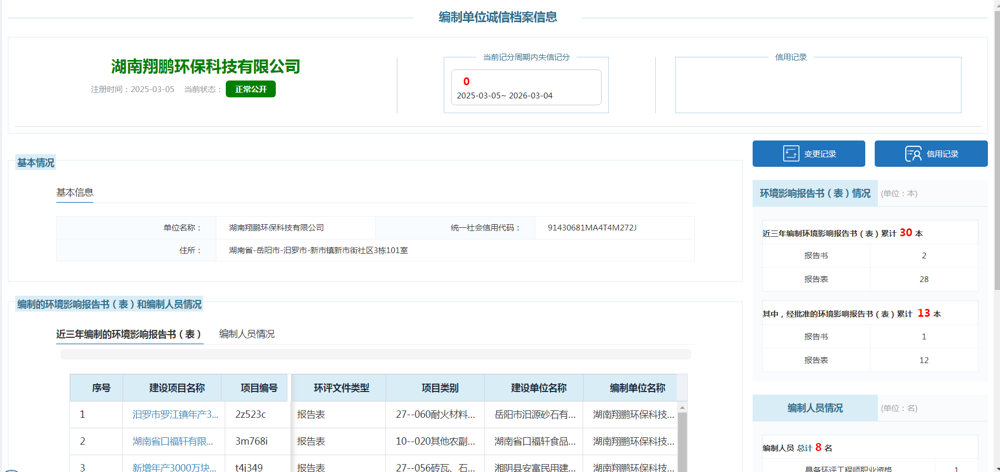 编制单位诚信档案信息
湖南翔鹏环保科技有限公司
注册时间：2025-03-05 当前状态： 正常公开
当前记分周期内失信记分
0
2025-03-05~ 2026-03-04
信用记录
变更记录 信用记录
基本情况
基本信息
单位名称： 湖南翔鹏环保科技有限公司 统一社会信用代码： 91430681MA4T4M272J
住所： 湖南省-岳阳市-汨罗市-新市镇新市街社区3栋101室
编制的环境影响报告书（表）和编制人员情况
近三年编制的环境影响报告书（表） 编制人员情况
序号 建设项目名称 项目编号 环评文件类型 项目类别 建设单位名称 编制单位名称
1 汨罗市罗江镇年产3... 2z523c 报告表 27--060耐火材料... 岳阳市汨源砂石有... 湖南翔鹏环保科技...
2 湖南省口福轩有限... 3m768i 报告表 10--020其他农副... 湖南省口福轩食品... 湖南翔鹏环保科技...
3 新增年产3000万块... t4j349 报告表 27--056砖瓦、石... 湘阴县安富民用建... 湖南翔鹏环保科技...
环境影响报告书（表）情况 (单位：本)
近三年编制环境影响报告书（表）累计 30 本
报告书 2
报告表 28
其中，经批准的环境影响报告书（表）累计 13 本
报告书 1
报告表 12
编制人员情况 (单位：名)
编制人员 总计 8 名
具备环评工程师职业资格 1